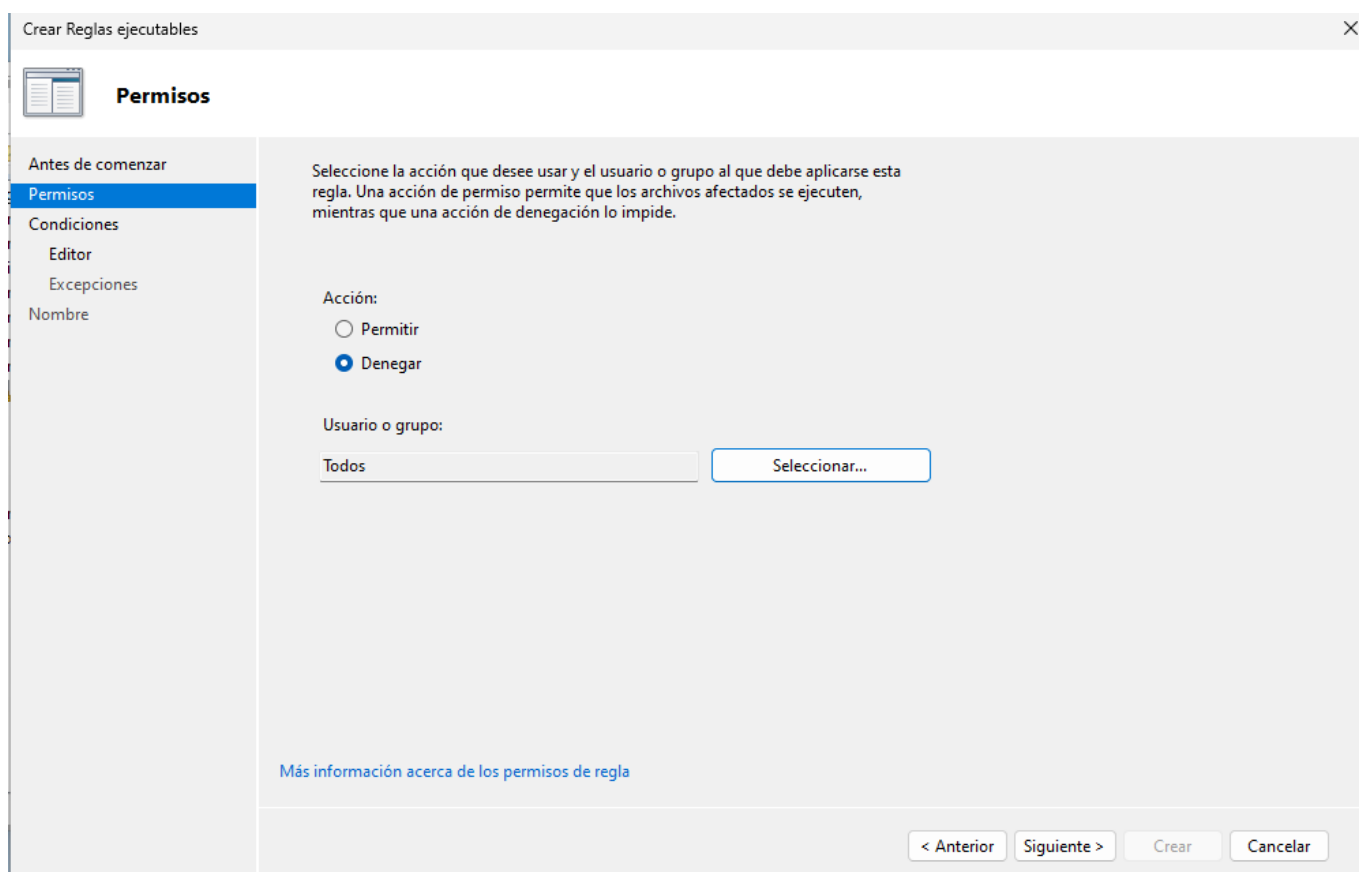 Crear Reglas ejecutables
Permisos
Antes de comenzar
Permisos
Condiciones
Editor
Excepciones
Nombre
Seleccione la acción que desee usar y el usuario o grupo al que debe aplicarse esta
regla. Una acción de permiso permite que los archivos afectados se ejecuten,
mientras que una acción de denegación lo impide.
Acción:
Permitir
Denegar
Usuario o grupo:
Todos
Seleccionar...
Más información acerca de los permisos de regla
< Anterior
Siguiente >
Crear
Cancelar